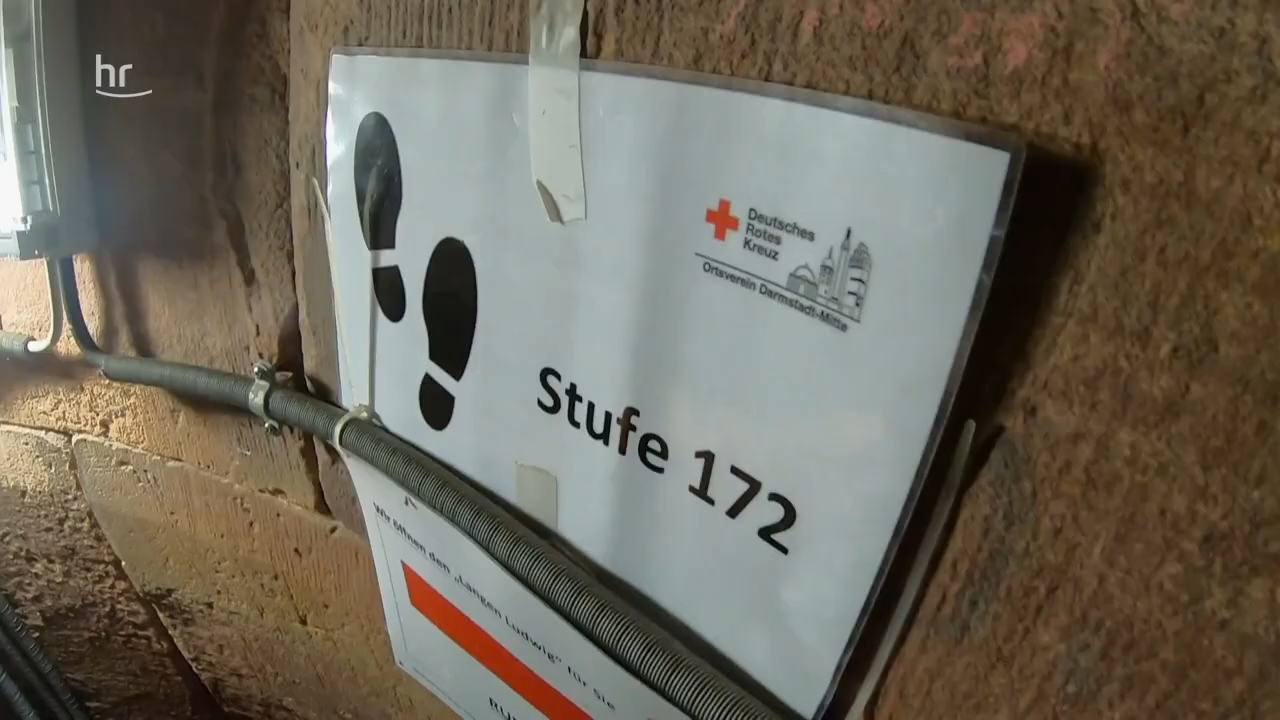 hr
Deutsches
Rotes
Kreuz
Ortsverein Darmstadt-Mitte
Stufe 172
Wir öffnen den „Langen Ludwig“ für Sie